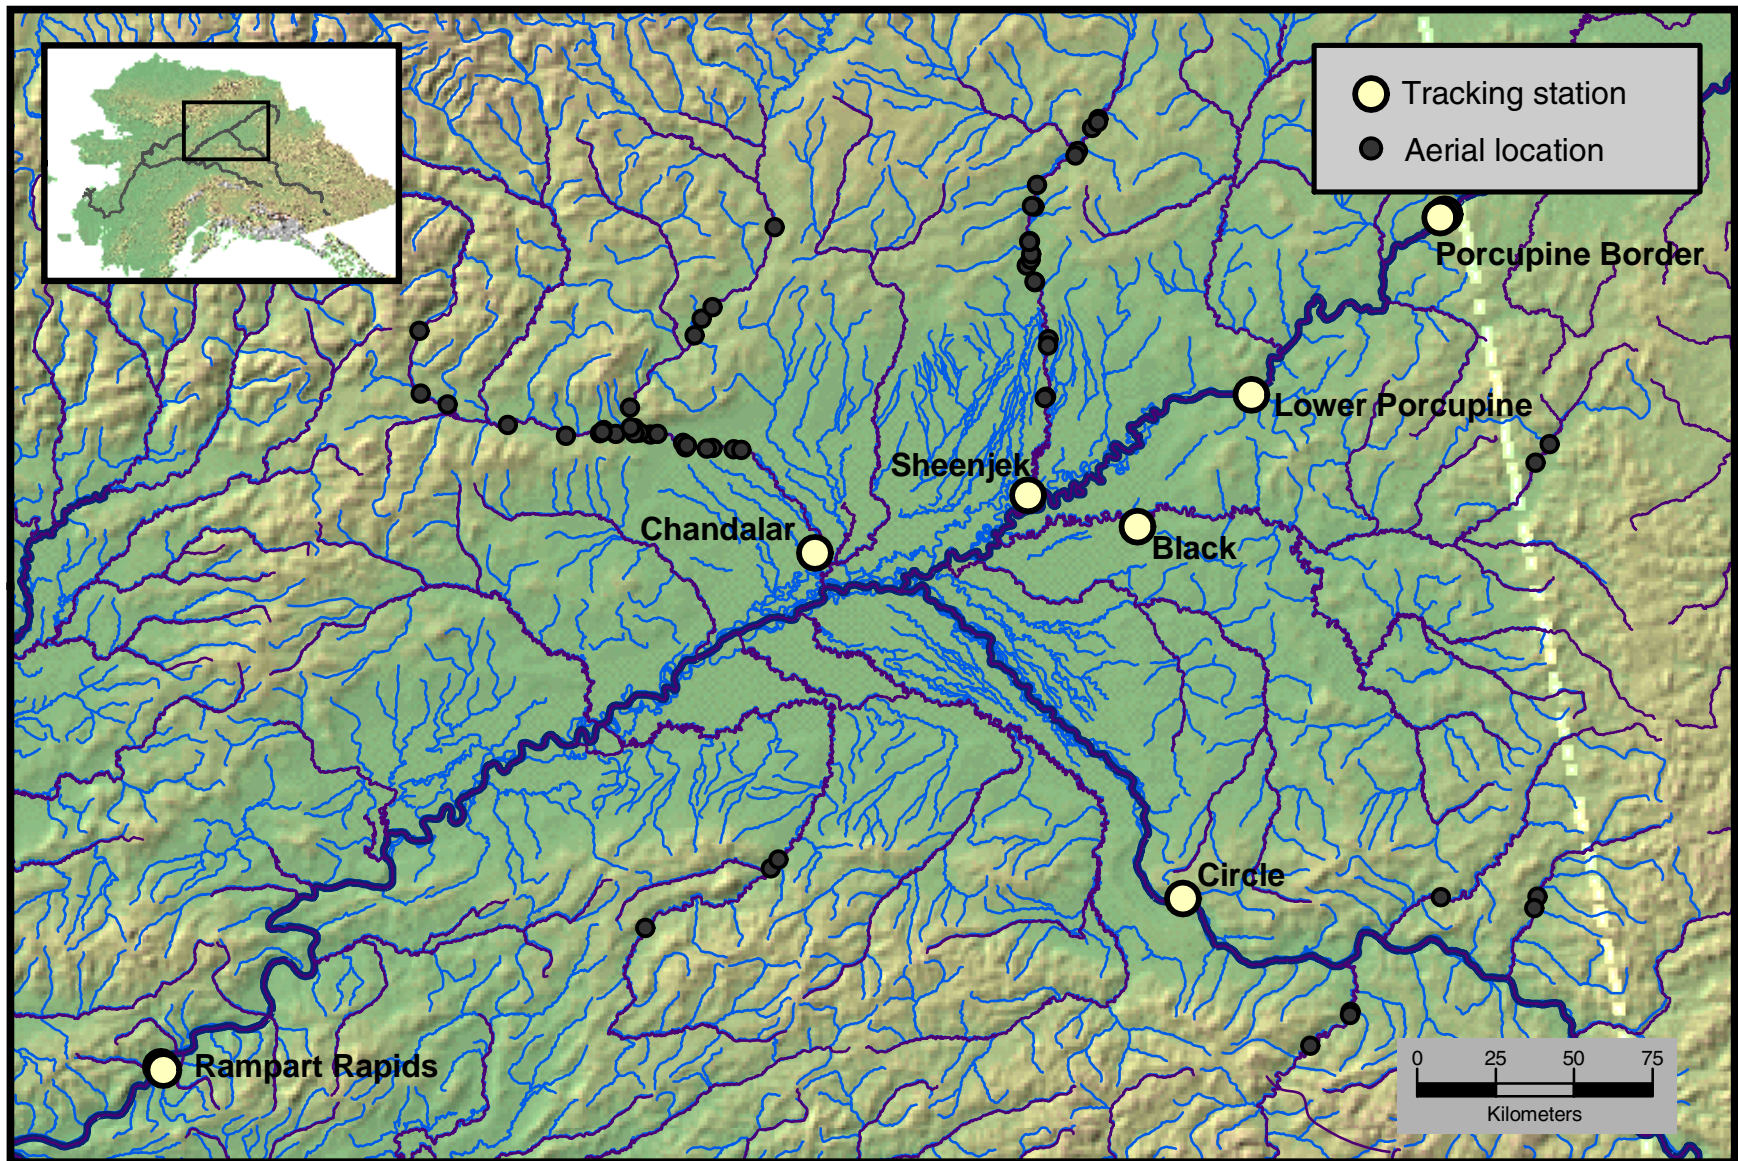 Tracking station
Aerial location
Porcupine Border
Lower Porcupine
Sheenjek
Chandalar
Black
Circle
Rampart Rapids
0 25 50 75
Kilometers